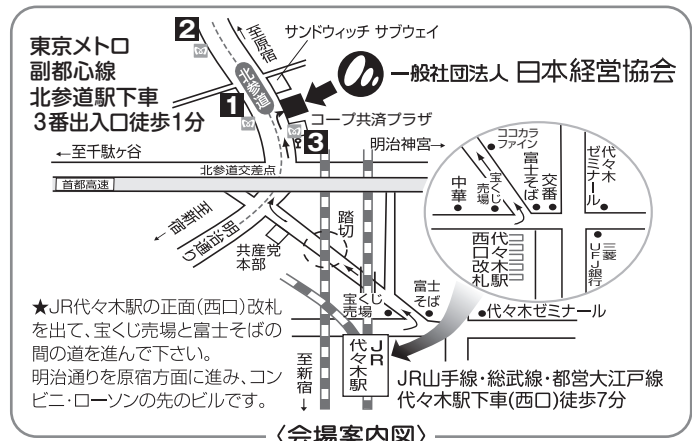 東京メトロ
副都心線
北参道駅下車
3番出入口徒歩1分
2
至原宿
サンドウィッチ サブウェイ
北参道
一般社団法人 日本経営協会
1
コープ共済プラザ
3
←至千駄ヶ谷
明治神宮→
北参道交差点
首都高速
至新宿
明治通り
共産党
本部
踏切
ココカラ
ファイン
中華
宝くじ
売場
富士そば
交番
代々木
ゼミナール
代々木駅
西口改札
三菱
UFJ銀行
宝くじ
売場
富士
そば
代々木ゼミナール
★JR代々木駅の正面(西口)改札
を出て、宝くじ売場と富士そばの
間の道を進んで下さい。
明治通りを原宿方面に進み、コン
ビニ・ローソンの先のビルです。
至新宿→
JR
代々木駅
JR山手線・総武線・都営大江戸線
代々木駅下車(西口)徒歩7分
〈会場案内図〉